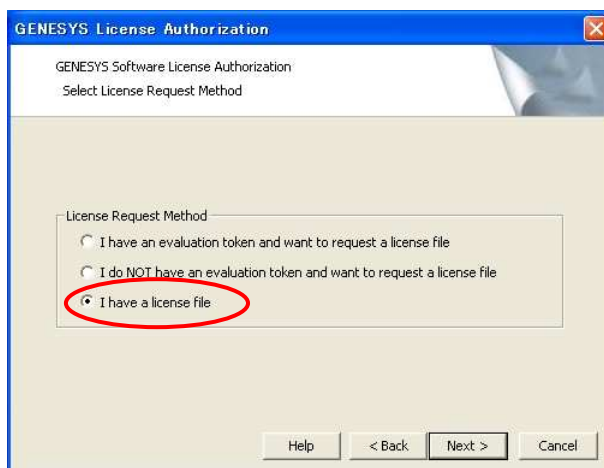 GENESYS License Authorization
GENESYS Software License Authorization
Select License Request Method
License Request Method
I have an evaluation token and want to request a license file
I do NOT have an evaluation token and want to request a license file
I have a license file
Help < Back Next > Cancel